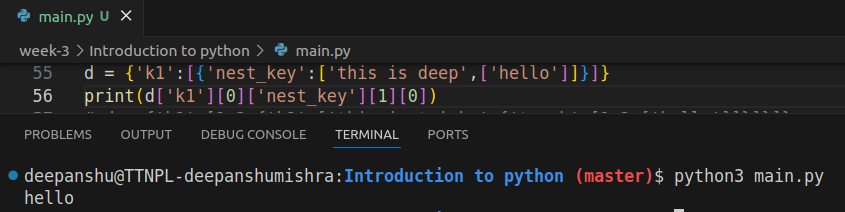 main.py U ×
week-3 > Introduction to python > main.py
55 d = {'k1':[{'nest_key':['this is deep',['hello']]}]}
56 print(d['k1'][0]['nest_key'][1][0])
PROBLEMS OUTPUT DEBUG CONSOLE TERMINAL PORTS
deepanshu@TTNPL-deepanshumishra:Introduction to python (master)$ python3 main.py
hello